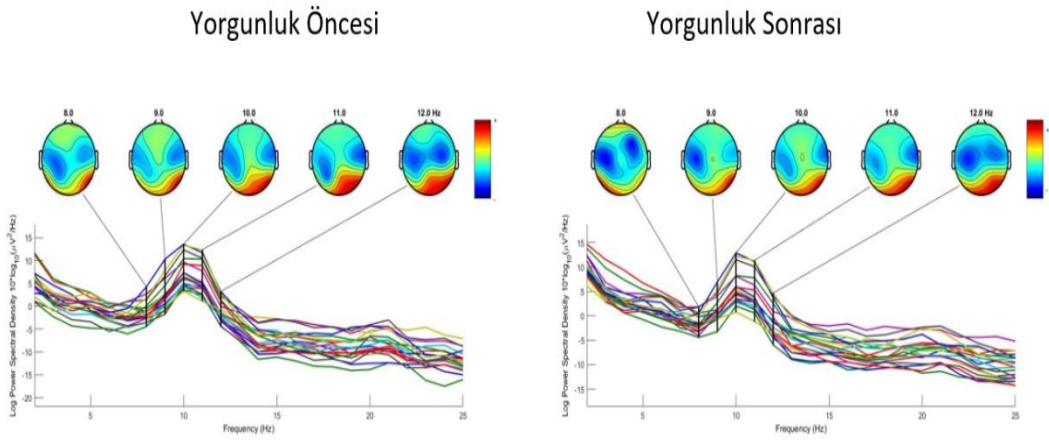 Yorgunluk Öncesi
8.0 9.0 10.0 11.0 12.0 Hz
+
-
Log Power Spectral Density 10*log10(μV²/Hz)
15
10
5
0
-5
-10
-15
-20
5 10 15 20 25
Frequency (Hz)
Yorgunluk Sonrası
8.0 9.0 10.0 11.0 12.0 Hz
+
-
Log Power Spectral Density 10*log10(μV²/Hz)
15
10
5
0
-5
-10
-15
5 10 15 20 25
Frequency (Hz)